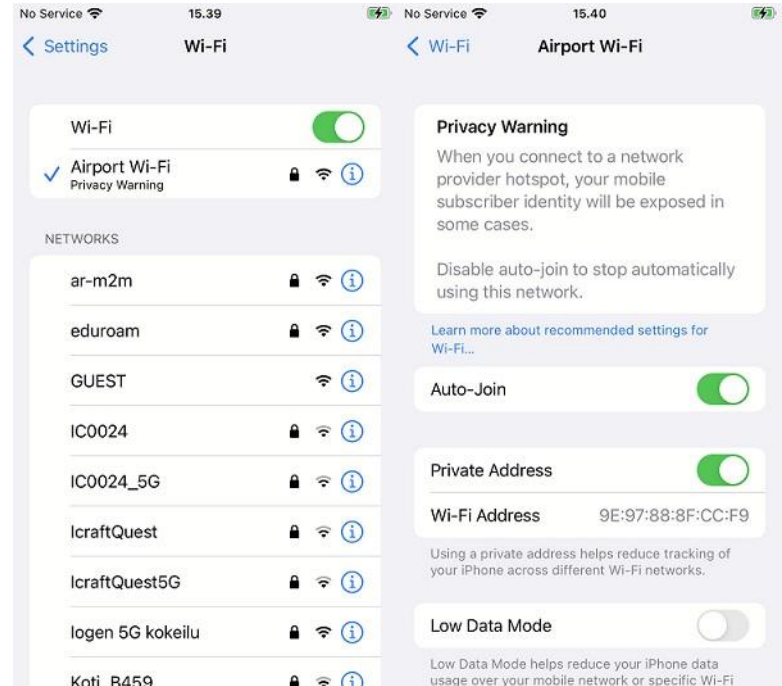 No Service
15.39
Settings
Wi-Fi
Wi-Fi
Airport Wi-Fi
Privacy Warning
NETWORKS
ar-m2m
eduroam
GUEST
IC0024
IC0024_5G
IcraftQuest
IcraftQuest5G
logen 5G kokeilu
Koti_B459
No Service
15.40
Wi-Fi
Airport Wi-Fi
Privacy Warning
When you connect to a network
provider hotspot, your mobile
subscriber identity will be exposed in
some cases.
Disable auto-join to stop automatically
using this network.
Learn more about recommended settings for
Wi-Fi...
Auto-Join
Private Address
Wi-Fi Address 9E:97:88:8F:CC:F9
Using a private address helps reduce tracking of
your iPhone across different Wi-Fi networks.
Low Data Mode
Low Data Mode helps reduce your iPhone data
usage over your mobile network or specific Wi-Fi